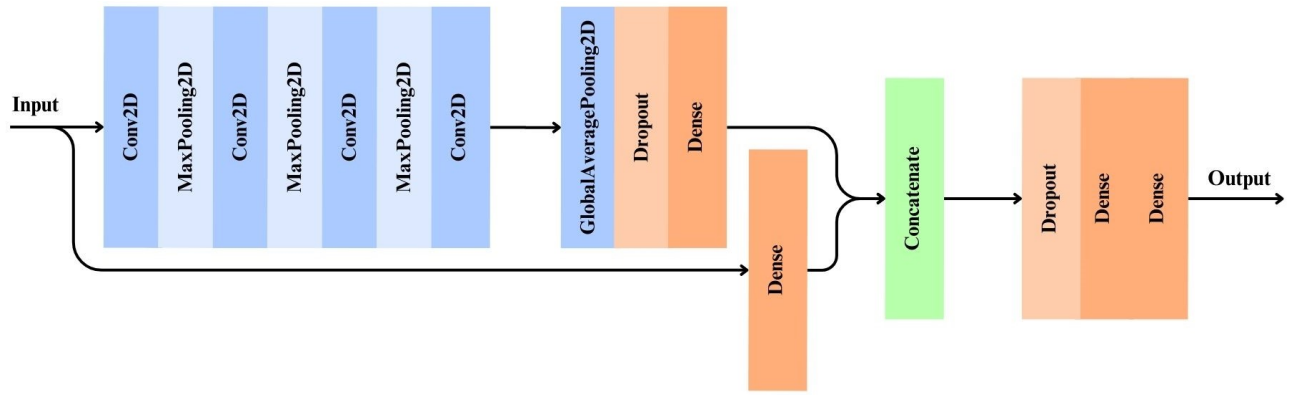 Input
Conv2D
MaxPooling2D
Conv2D
MaxPooling2D
Conv2D
MaxPooling2D
Conv2D
GlobalAveragePooling2D
Dropout
Dense
Dense
Concatenate
Dropout
Dense
Dense
Output